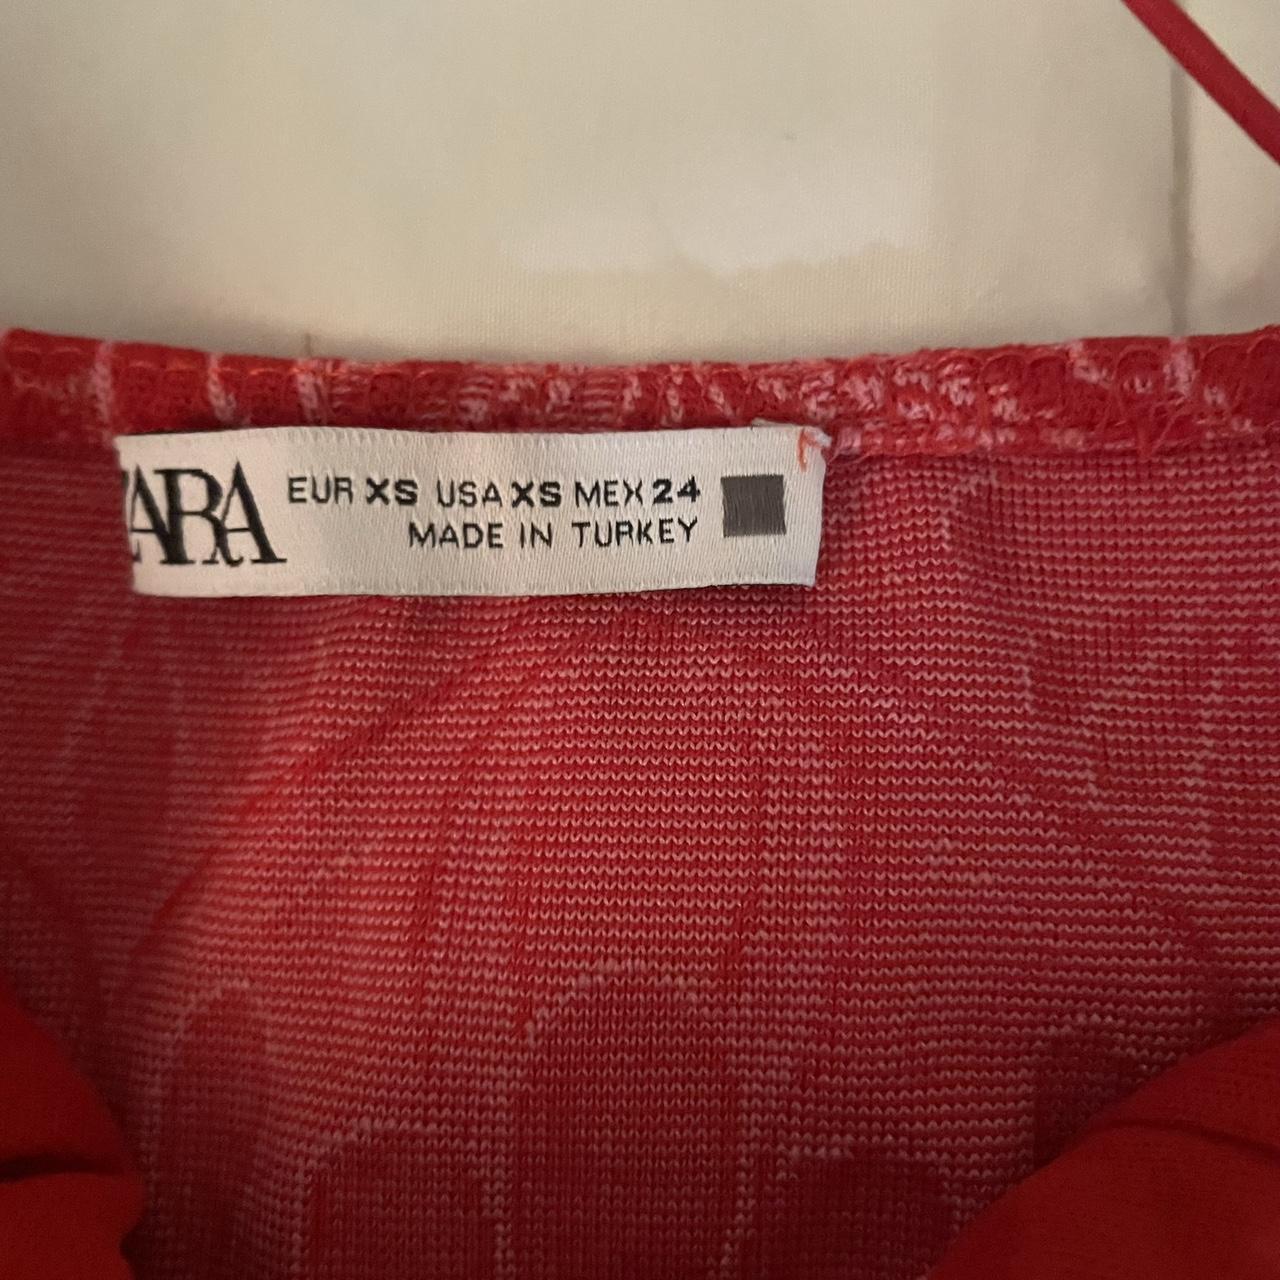 ZARA
EUR XS USA XS MEX 24
MADE IN TURKEY